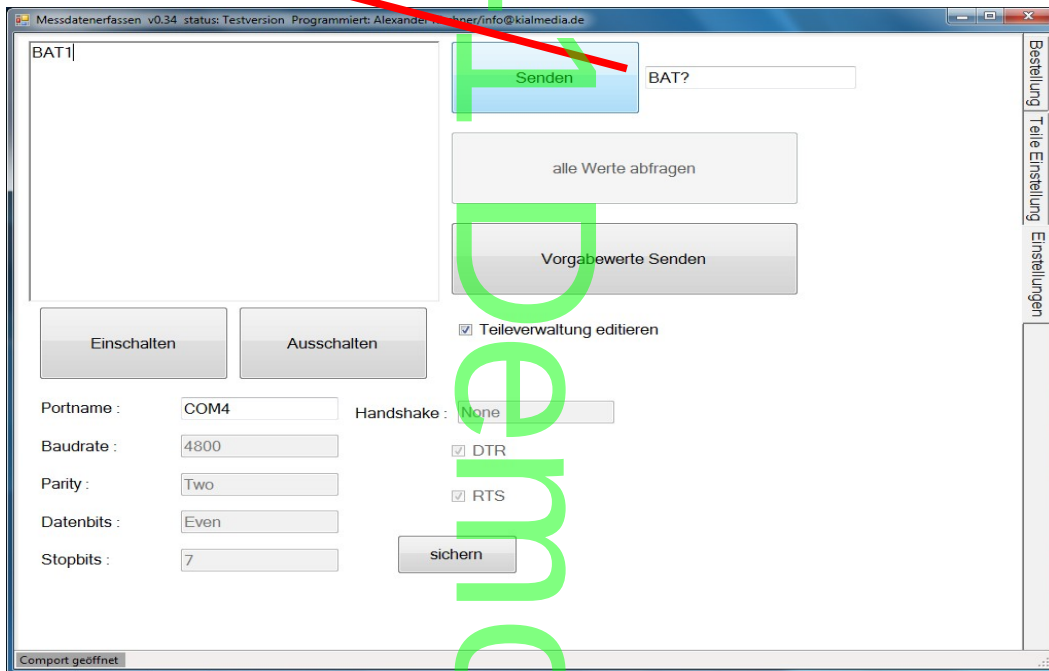 Messdatenerfassen v0.34 status: Testversion Programmiert: Alexander info@kialmedia.de
BAT1
Senden
BAT?
alle Werte abfragen
Vorgabewerte Senden
Einschalten
Ausschalten
Teileverwaltung editieren
Portname :
COM4
Handshake :
None
Baudrate :
4800
DTR
Parity :
Two
RTS
Datenbits :
Even
Stopbits :
7
sichern
Bestellung
Teile Einstellung
Einstellungen
Comport geöffnet
1 Demo